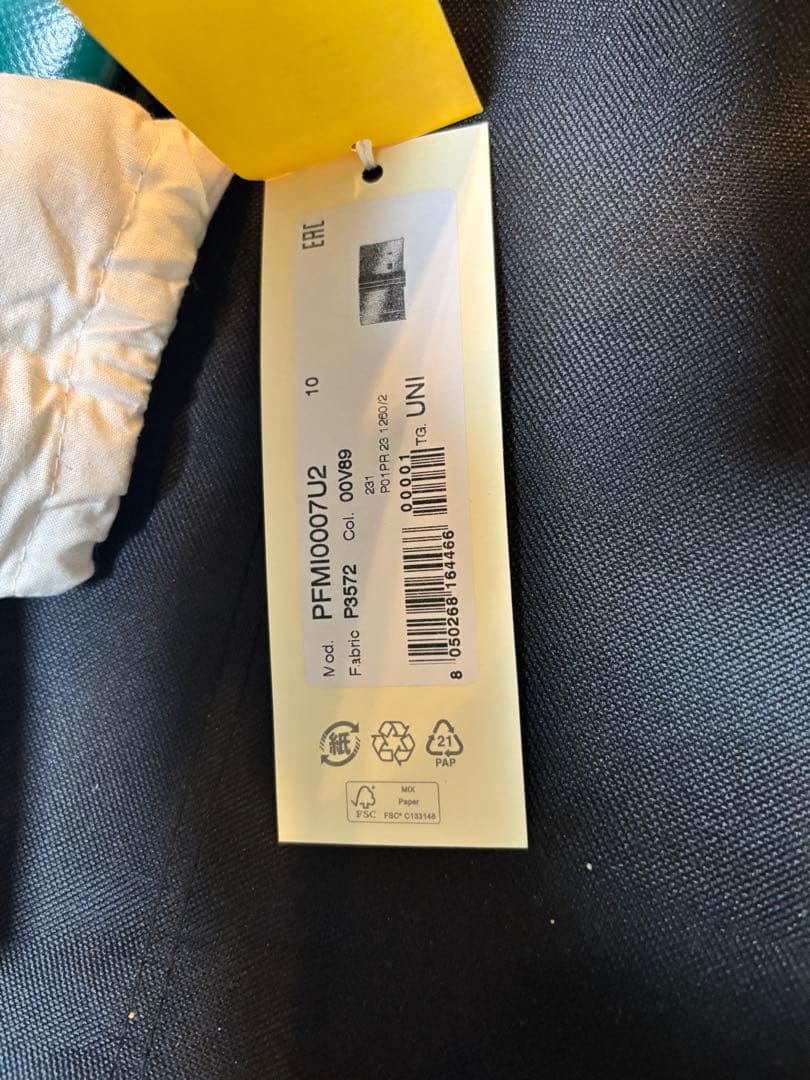 EAC
Mod. PFMI0007U2 10
Fabric P3572 Col. 00V89
231
P01PR 23 1260/2
00001 TG. UNI
8 050268 164466
紙
21
PAP
FSC
MIX
Paper
FSC® C133148